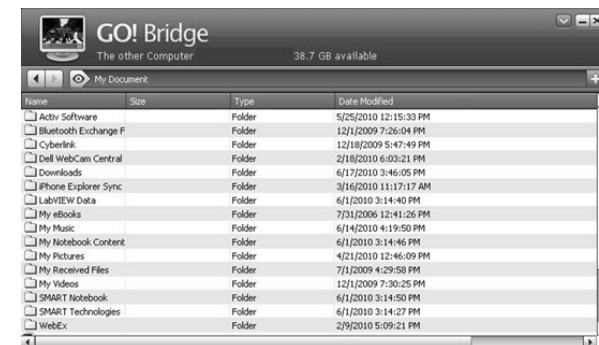 GO! Bridge
The other Computer 38.7 GB available
My Document
Name Size Type Date Modified
Activ Software Folder 5/25/2010 12:15:33 PM
Bluetooth Exchange F Folder 12/1/2009 7:26:04 PM
Cyberlink Folder 12/18/2009 5:47:49 PM
Dell WebCam Central Folder 2/18/2010 6:03:21 PM
Downloads Folder 6/17/2010 3:46:05 PM
iPhone Explorer Sync Folder 3/16/2010 11:17:17 AM
LabVIEW Data Folder 6/1/2010 3:14:40 PM
My eBooks Folder 7/31/2006 12:41:26 PM
My Music Folder 6/14/2010 4:19:50 PM
My Notebook Content Folder 6/1/2010 3:14:46 PM
My Pictures Folder 4/21/2010 12:46:09 PM
My Received Files Folder 7/1/2009 4:29:58 PM
My Videos Folder 12/1/2009 7:30:25 PM
SMART Notebook Folder 6/1/2010 3:14:50 PM
SMART Technologies Folder 6/1/2010 3:14:27 PM
WebEx Folder 2/9/2010 5:09:21 PM